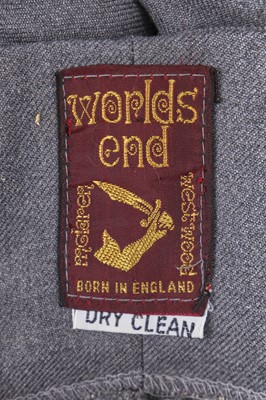 worlds
end
mclaren
westwood
BORN IN ENGLAND
DRY CLEAN